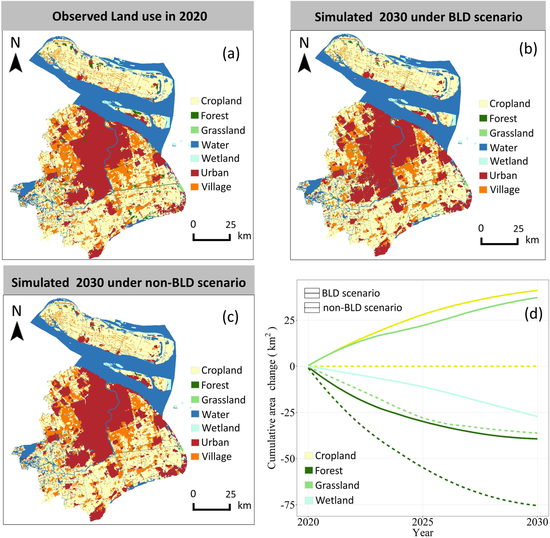 Observed Land use in 2020
N
(a)
Cropland
Forest
Grassland
Water
Wetland
Urban
Village
0 25
km
Simulated 2030 under BLD scenario
N
(b)
Cropland
Forest
Grassland
Water
Wetland
Urban
Village
0 25
km
Simulated 2030 under non-BLD scenario
N
(c)
Cropland
Forest
Grassland
Water
Wetland
Urban
Village
0 25
km
(d)
BLD scenario
non-BLD scenario
Cumulative area change ( km2 )
25
0
-25
-50
-75
Cropland
Forest
Grassland
Wetland
2020 2025 2030
Year